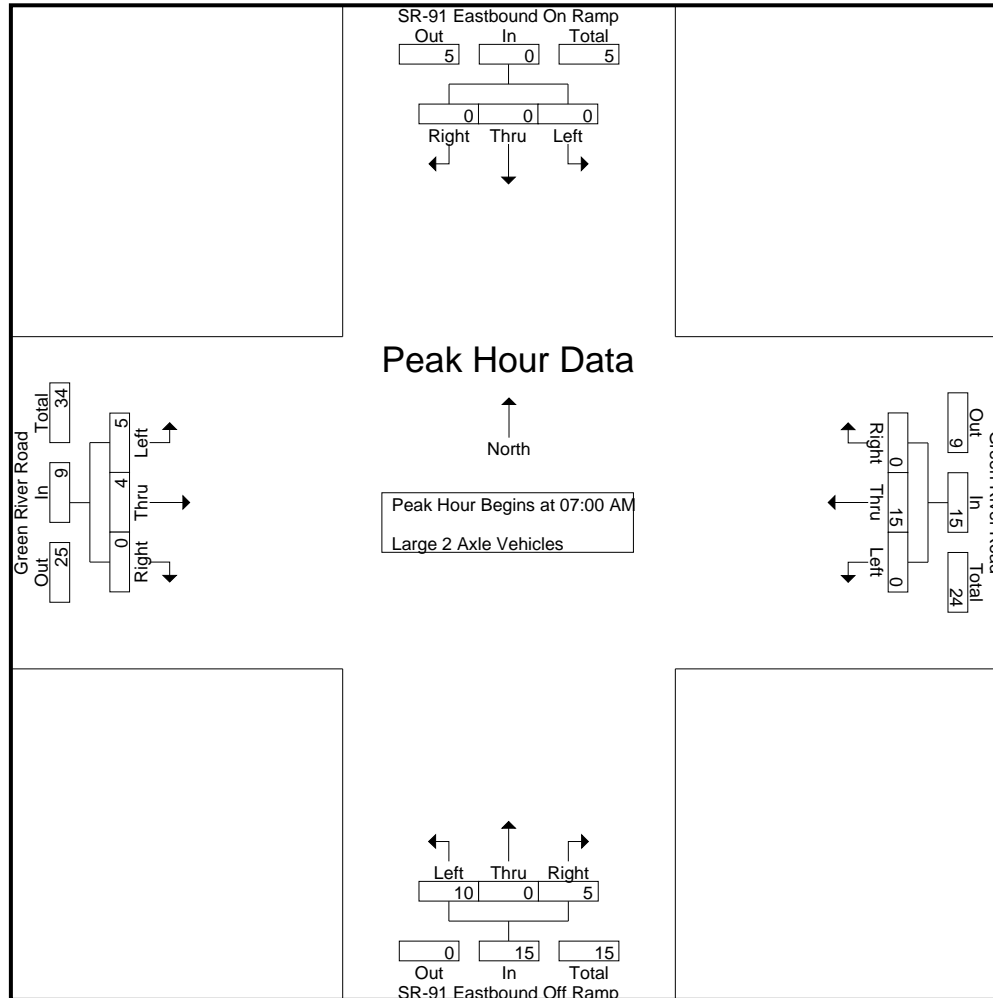 SR-91 Eastbound On Ramp
Out In Total
5 0 5
0 0 0
Right Thru Left
Peak Hour Data
North
Peak Hour Begins at 07:00 AM
Large 2 Axle Vehicles
Green River Road
Out In Total
25 9 34
5 4 0
Left Thru Right
Right Thru Left
0 15 0
9 15 24
Out In Total
Left Thru Right
10 0 5
0 15 15
Out In Total
SR-91 Eastbound Off Ramp